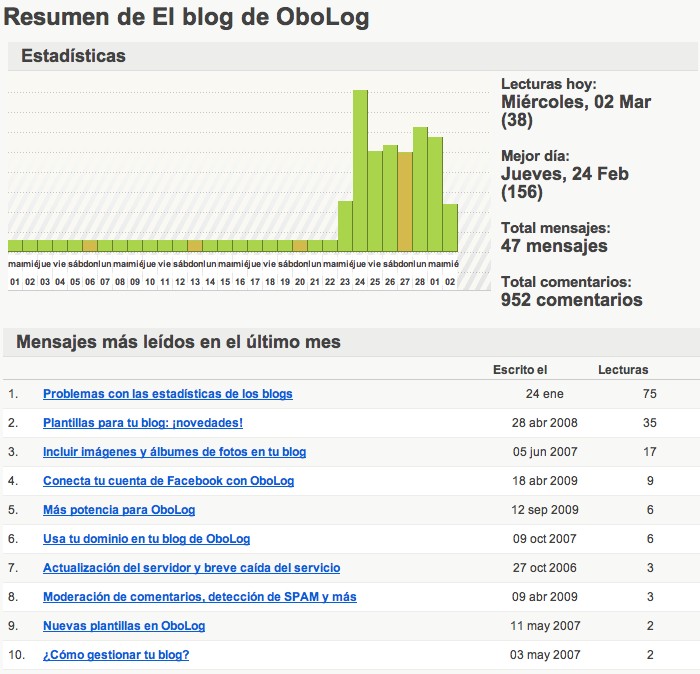 Resumen de El blog de OboLog
Estadísticas
Lecturas hoy:
Miércoles, 02 Mar
(38)
Mejor día:
Jueves, 24 Feb
(156)
Total mensajes:
47 mensajes
Total comentarios:
952 comentarios
mar mié jue vie sáb dom lun mar mié jue vie sáb dom lun mar mié jue vie sáb dom lun mar mié jue vie sáb dom lun mar mié
01 02 03 04 05 06 07 08 09 10 11 12 13 14 15 16 17 18 19 20 21 22 23 24 25 26 27 28 01 02
Mensajes más leídos en el último mes
Escrito el Lecturas
1. Problemas con las estadísticas de los blogs 24 ene 75
2. Plantillas para tu blog: ¡novedades! 28 abr 2008 35
3. Incluir imágenes y álbumes de fotos en tu blog 05 jun 2007 17
4. Conecta tu cuenta de Facebook con OboLog 18 abr 2009 9
5. Más potencia para OboLog 12 sep 2009 6
6. Usa tu dominio en tu blog de OboLog 09 oct 2007 6
7. Actualización del servidor y breve caída del servicio 27 oct 2006 3
8. Moderación de comentarios, detección de SPAM y más 09 abr 2009 3
9. Nuevas plantillas en OboLog 11 may 2007 2
10. ¿Cómo gestionar tu blog? 03 may 2007 2